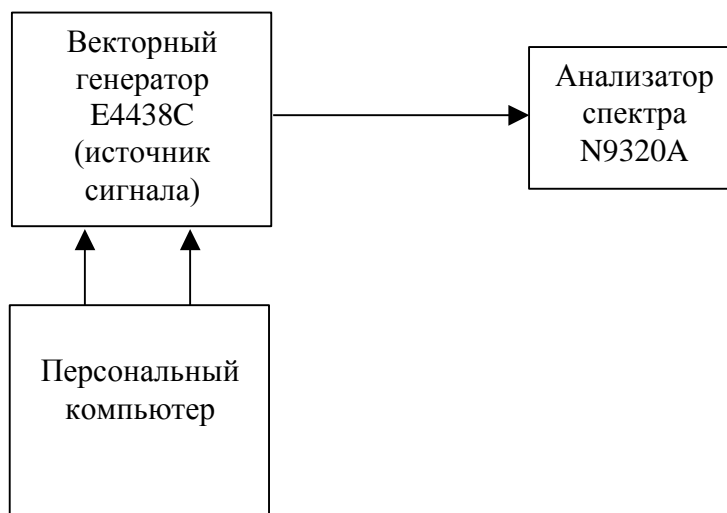 Векторный
генератор
E4438C
(источник
сигнала)
Анализатор
спектра
N9320A
Персональный
компьютер